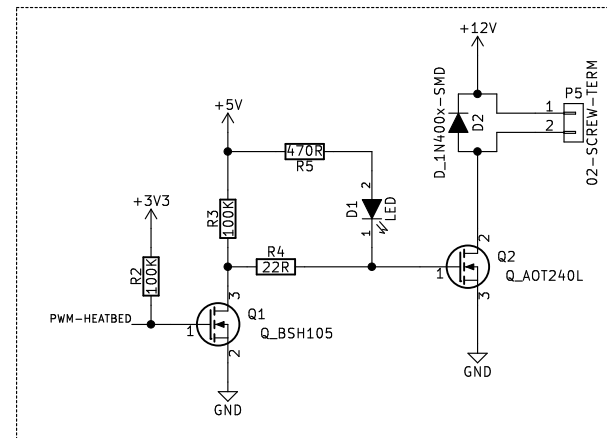 +12V
P5
1
2
02-SCREW-TERM
D_1N400x-SMD
D2
+5V
470R
R5
2
D1
LED
1
+3V3
R3
100K
R2
100K
R4
22R
2
Q2
1
Q_AOT240L
3
3
PWM-HEATBED
Q1
1
Q_BSH105
2
GND
GND